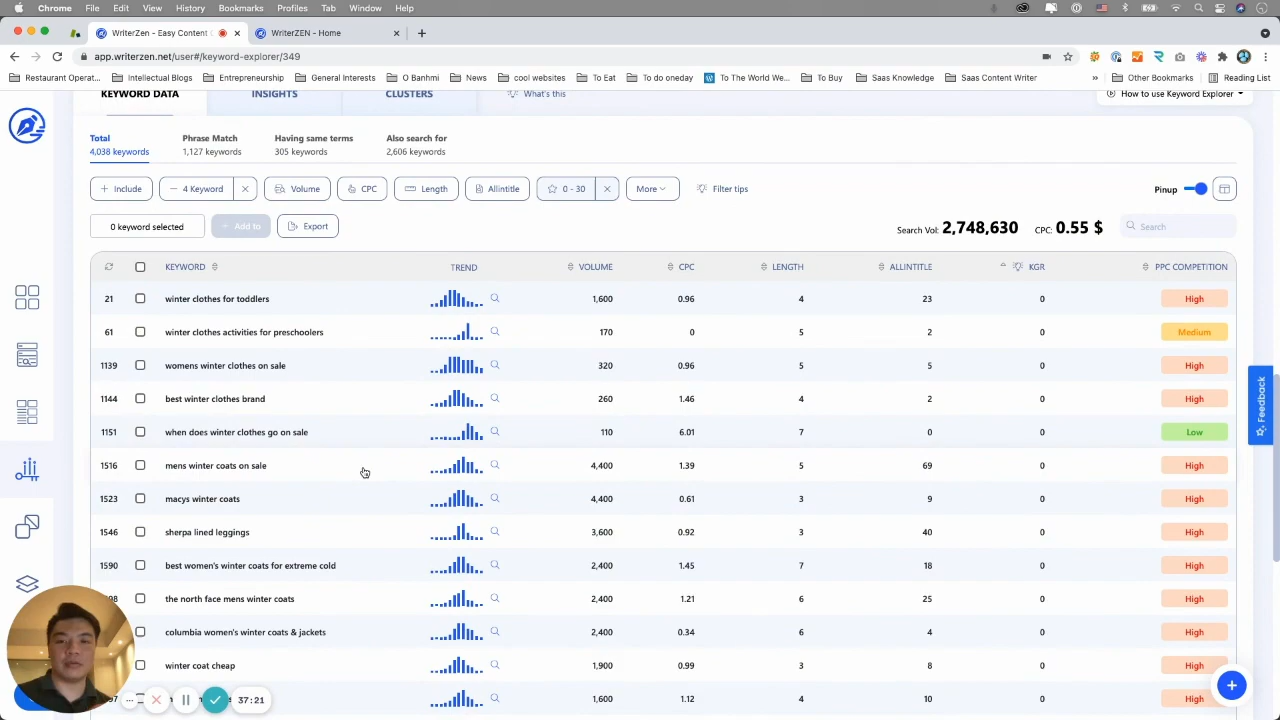 Chrome File Edit View History Bookmarks Profiles Tab Window Help
WriterZen - Easy Content WriterZEN - Home
app.writerzen.net/user#/keywords-explorer/349
Restaurant Operat... Intellectual Blogs Entrepreneurship General Interests O Banhmi News cool websites To Eat To do oneday To The World We... To Buy Saas Knowledge Saas Content Writer » Other Bookmarks Reading List
KEYWORD DATA INSIGHTS CLUSTERS What's this How to use Keyword Explorer
Total Phrase Match Having same terms Also search for
4,038 keywords 1,127 keywords 305 keywords 2,606 keywords
+ Include − 4 Keyword × Volume CPC Length Allintitle 0 - 30 × More Filter tips Pinup
0 keyword selected Add to Export Search Vol: 2,748,630 CPC: 0.55 $ Search
KEYWORD TREND VOLUME CPC LENGTH ALLINTITLE KGR PPC COMPETITION
21 winter clothes for toddlers 1,600 0.96 4 23 0 High
61 winter clothes activities for preschoolers 170 0 5 2 0 Medium
1139 womens winter clothes on sale 320 0.96 5 5 0 High
1144 best winter clothes brand 260 1.46 4 2 0 High
1151 when does winter clothes go on sale 110 6.01 7 0 0 Low
1516 mens winter coats on sale 4,400 1.39 5 69 0 High
1523 macys winter coats 4,400 0.61 3 9 0 High
1546 sherpa lined leggings 3,600 0.92 3 40 0 High
1590 best women's winter coats for extreme cold 2,400 1.45 7 18 0 High
the north face mens winter coats 2,400 1.21 6 25 0 High
columbia women's winter coats & jackets 2,400 0.34 6 4 0 High
winter coat cheap 1,900 0.99 3 8 0 High
1,600 1.12 4 10 0 High
37:21
Feedback